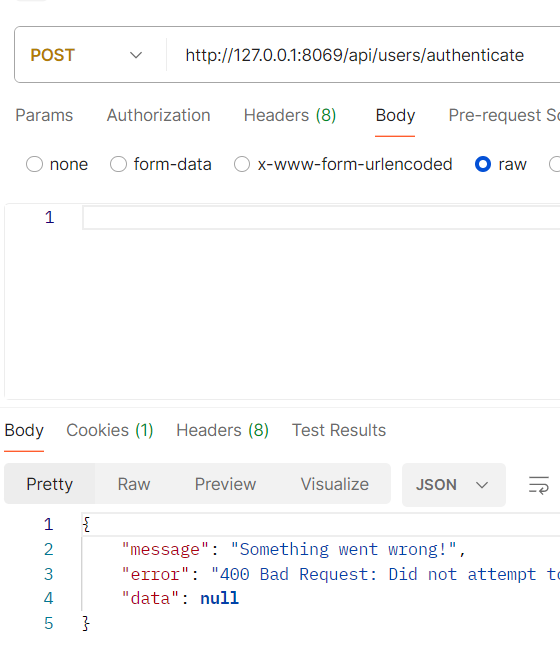 POST http://127.0.0.1:8069/api/users/authenticate
Params Authorization Headers (8) Body Pre-request
none form-data x-www-form-urlencoded raw
1
Body Cookies (1) Headers (8) Test Results
Pretty Raw Preview Visualize JSON
1 {
2 "message": "Something went wrong!",
3 "error": "400 Bad Request: Did not attempt to
4 "data": null
5 }